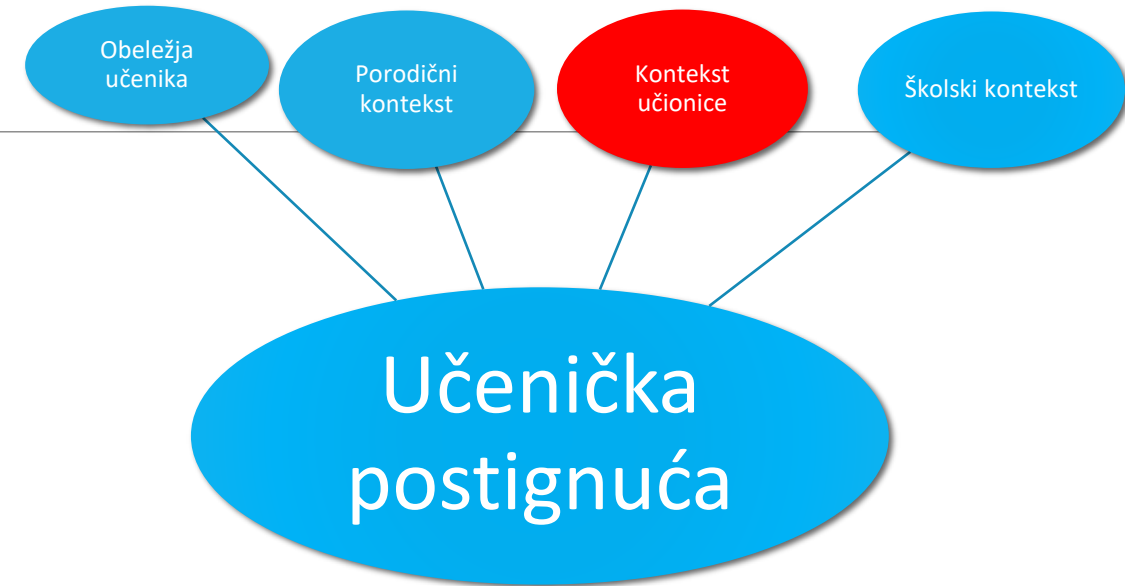 Obeležja
učenika
Porodični
kontekst
Kontekst
učionice
Školski kontekst
Učenička
postignuća